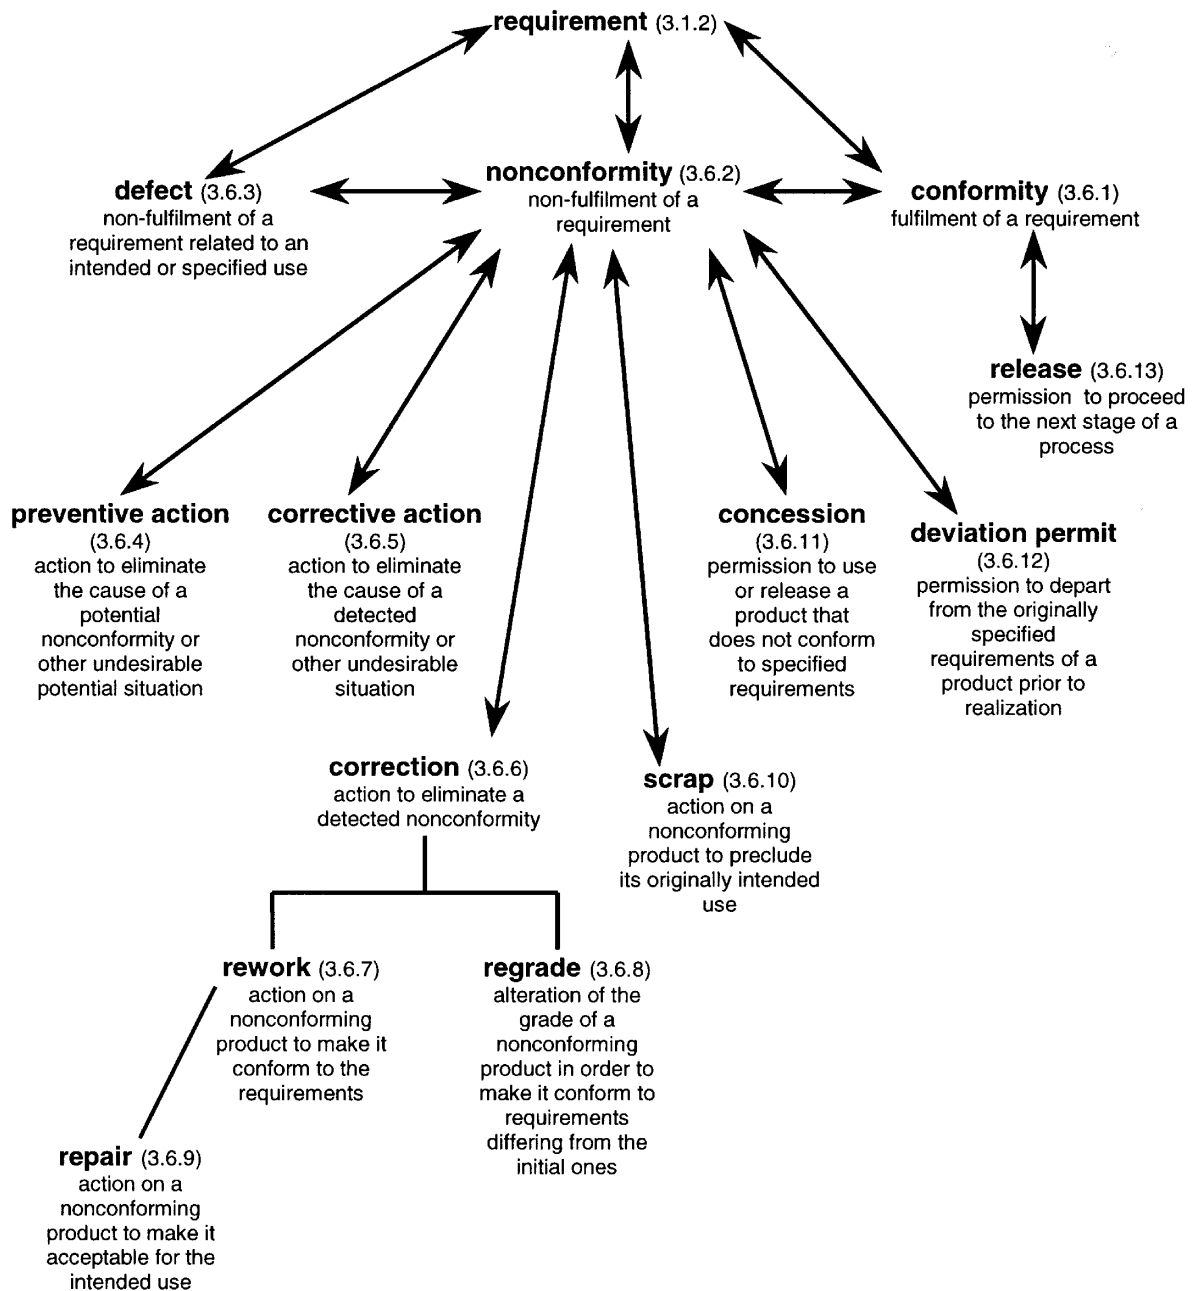 requirement (3.1.2)
defect (3.6.3)
non-fulfilment of a
requirement related to an
intended or specified use
nonconformity (3.6.2)
non-fulfilment of a
requirement
conformity (3.6.1)
fulfilment of a requirement
release (3.6.13)
permission to proceed
to the next stage of a
process
preventive action
(3.6.4)
action to eliminate
the cause of a
potential
nonconformity or
other undesirable
potential situation
corrective action
(3.6.5)
action to eliminate
the cause of a
detected
nonconformity or
other undesirable
situation
concession
(3.6.11)
permission to use
or release a
product that
does not conform
to specified
requirements
deviation permit
(3.6.12)
permission to depart
from the originally
specified
requirements of a
product prior to
realization
correction (3.6.6)
action to eliminate a
detected nonconformity
scrap (3.6.10)
action on a
nonconforming
product to preclude
its originally intended
use
rework (3.6.7)
action on a
nonconforming
product to make it
conform to the
requirements
regrade (3.6.8)
alteration of the
grade of a
nonconforming
product in order to
make it conform to
requirements
differing from the
initial ones
repair (3.6.9)
action on a
nonconforming
product to make it
acceptable for the
intended use